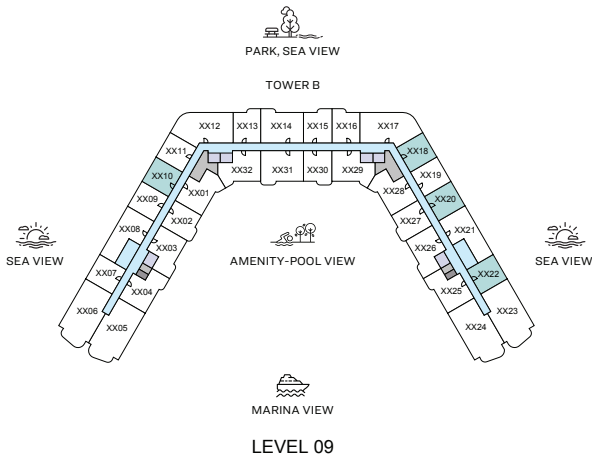 PARK, SEA VIEW
TOWER B
XX12
XX13
XX14
XX15
XX16
XX17
XX11
XX18
XX10
XX01
XX32
XX31
XX30
XX29
XX28
XX19
XX09
XX02
XX27
XX20
XX08
XX03
XX26
XX21
SEA VIEW
AMENITY-POOL VIEW
SEA VIEW
XX07
XX04
XX25
XX22
XX06
XX05
XX24
XX23
MARINA VIEW
LEVEL 09